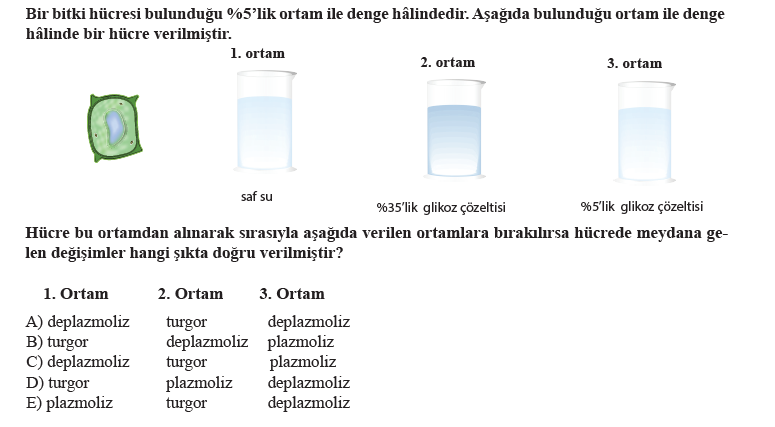 Bir bitki hücresi bulunduğu %5’lik ortam ile denge hâlindedir. Aşağıda bulunduğu ortam ile denge
hâlinde bir hücre verilmiştir.
1. ortam
2. ortam
3. ortam
saf su
%35’lik glikoz çözeltisi
%5’lik glikoz çözeltisi
Hücre bu ortamdan alınarak sırasıyla aşağıda verilen ortamlara bırakılırsa hücrede meydana ge-
len değişimler hangi şıkta doğru verilmiştir?
1. Ortam 2. Ortam 3. Ortam
A) deplazmoliz turgor deplazmoliz
B) turgor deplazmoliz plazmoliz
C) deplazmoliz turgor plazmoliz
D) turgor plazmoliz deplazmoliz
E) plazmoliz turgor deplazmoliz